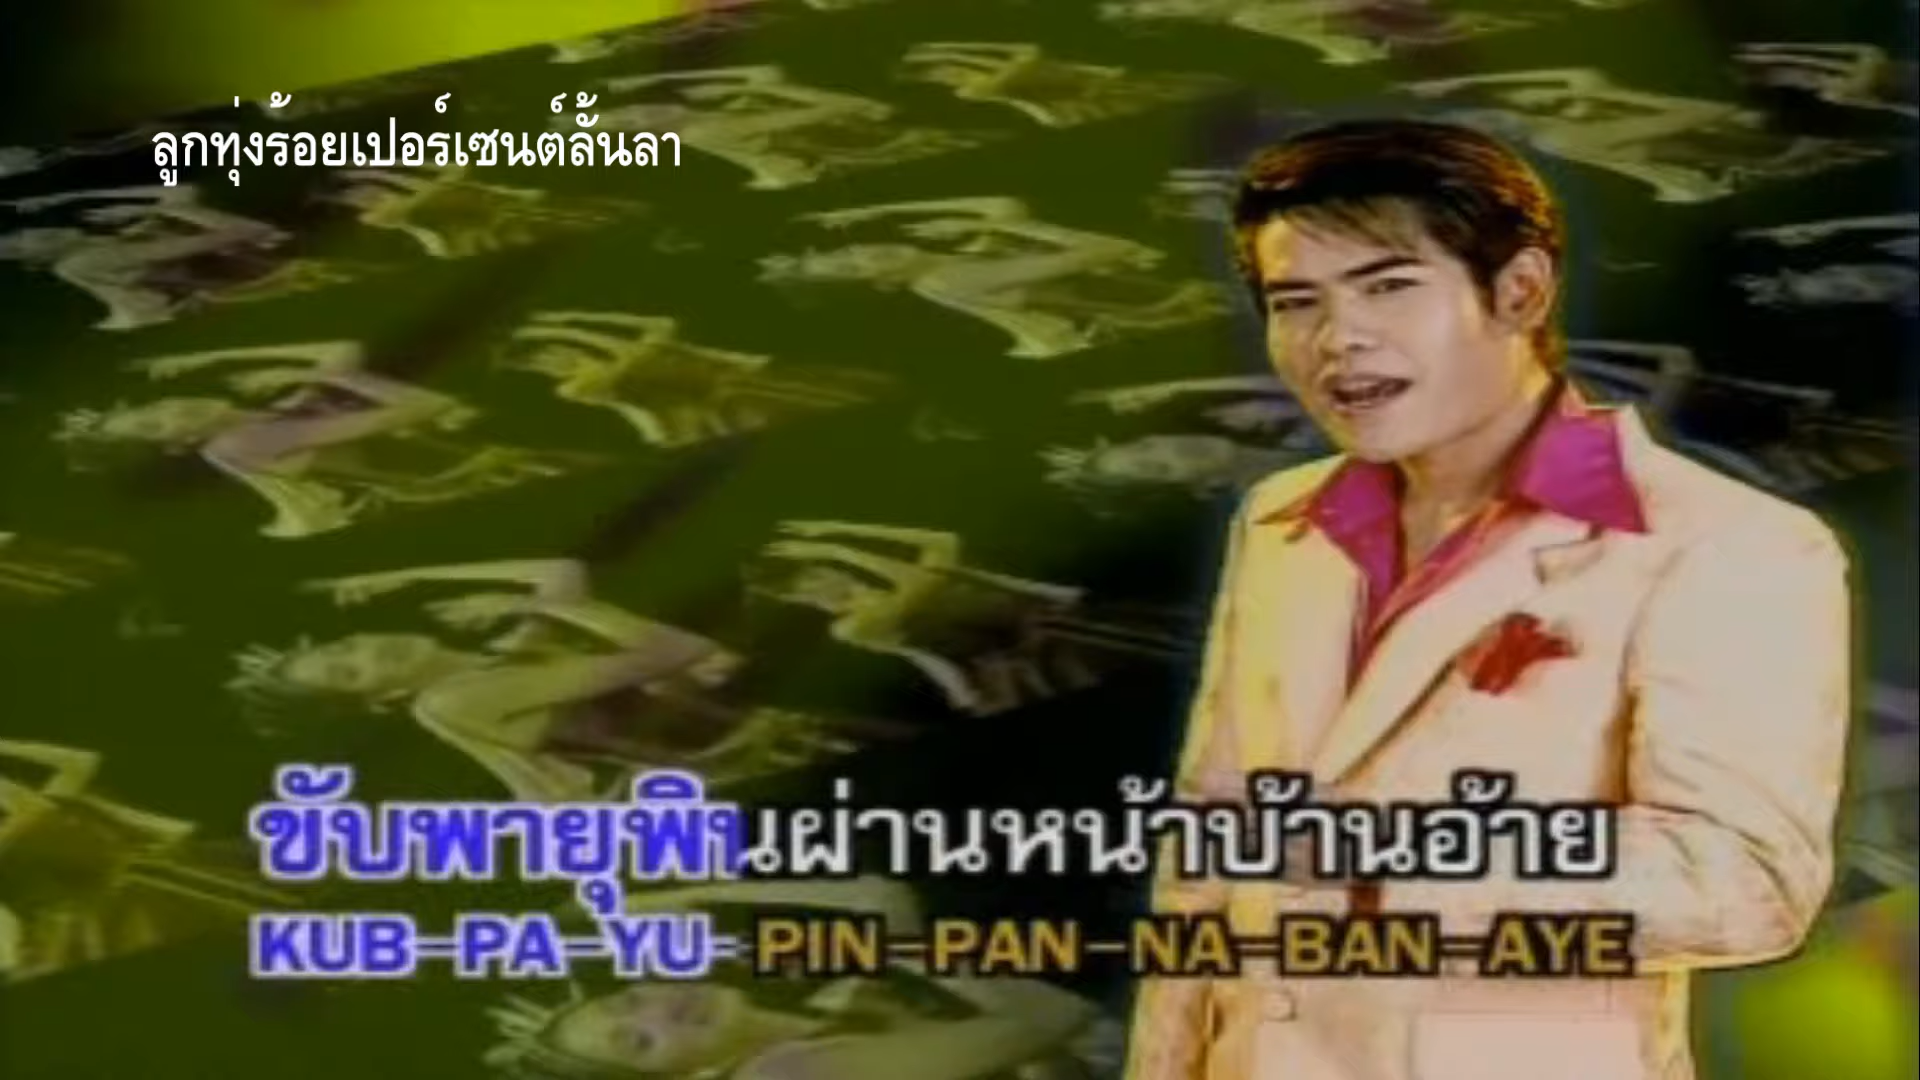 ลูกทุ่งร้อยเปอร์เซนต์ลั้นลา
ขับพายุพินผ่านหน้าบ้านอ้าย
KUB-PA-YU-PIN-PAN-NA-BAN-AYE